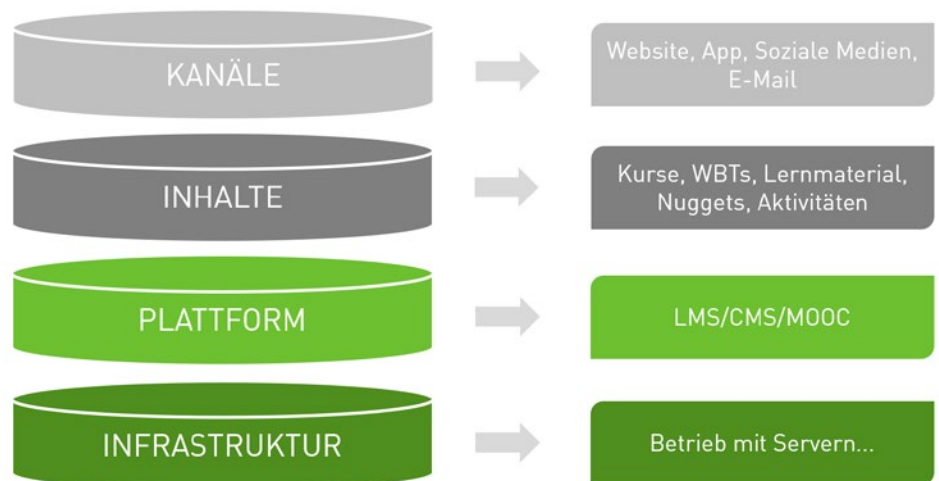 KANÄLE
Website, App, Soziale Medien,
E-Mail
INHALTE
Kurse, WBTs, Lernmaterial,
Nuggets, Aktivitäten
PLATTFORM
LMS/CMS/MOOC
INFRASTRUKTUR
Betrieb mit Servern...